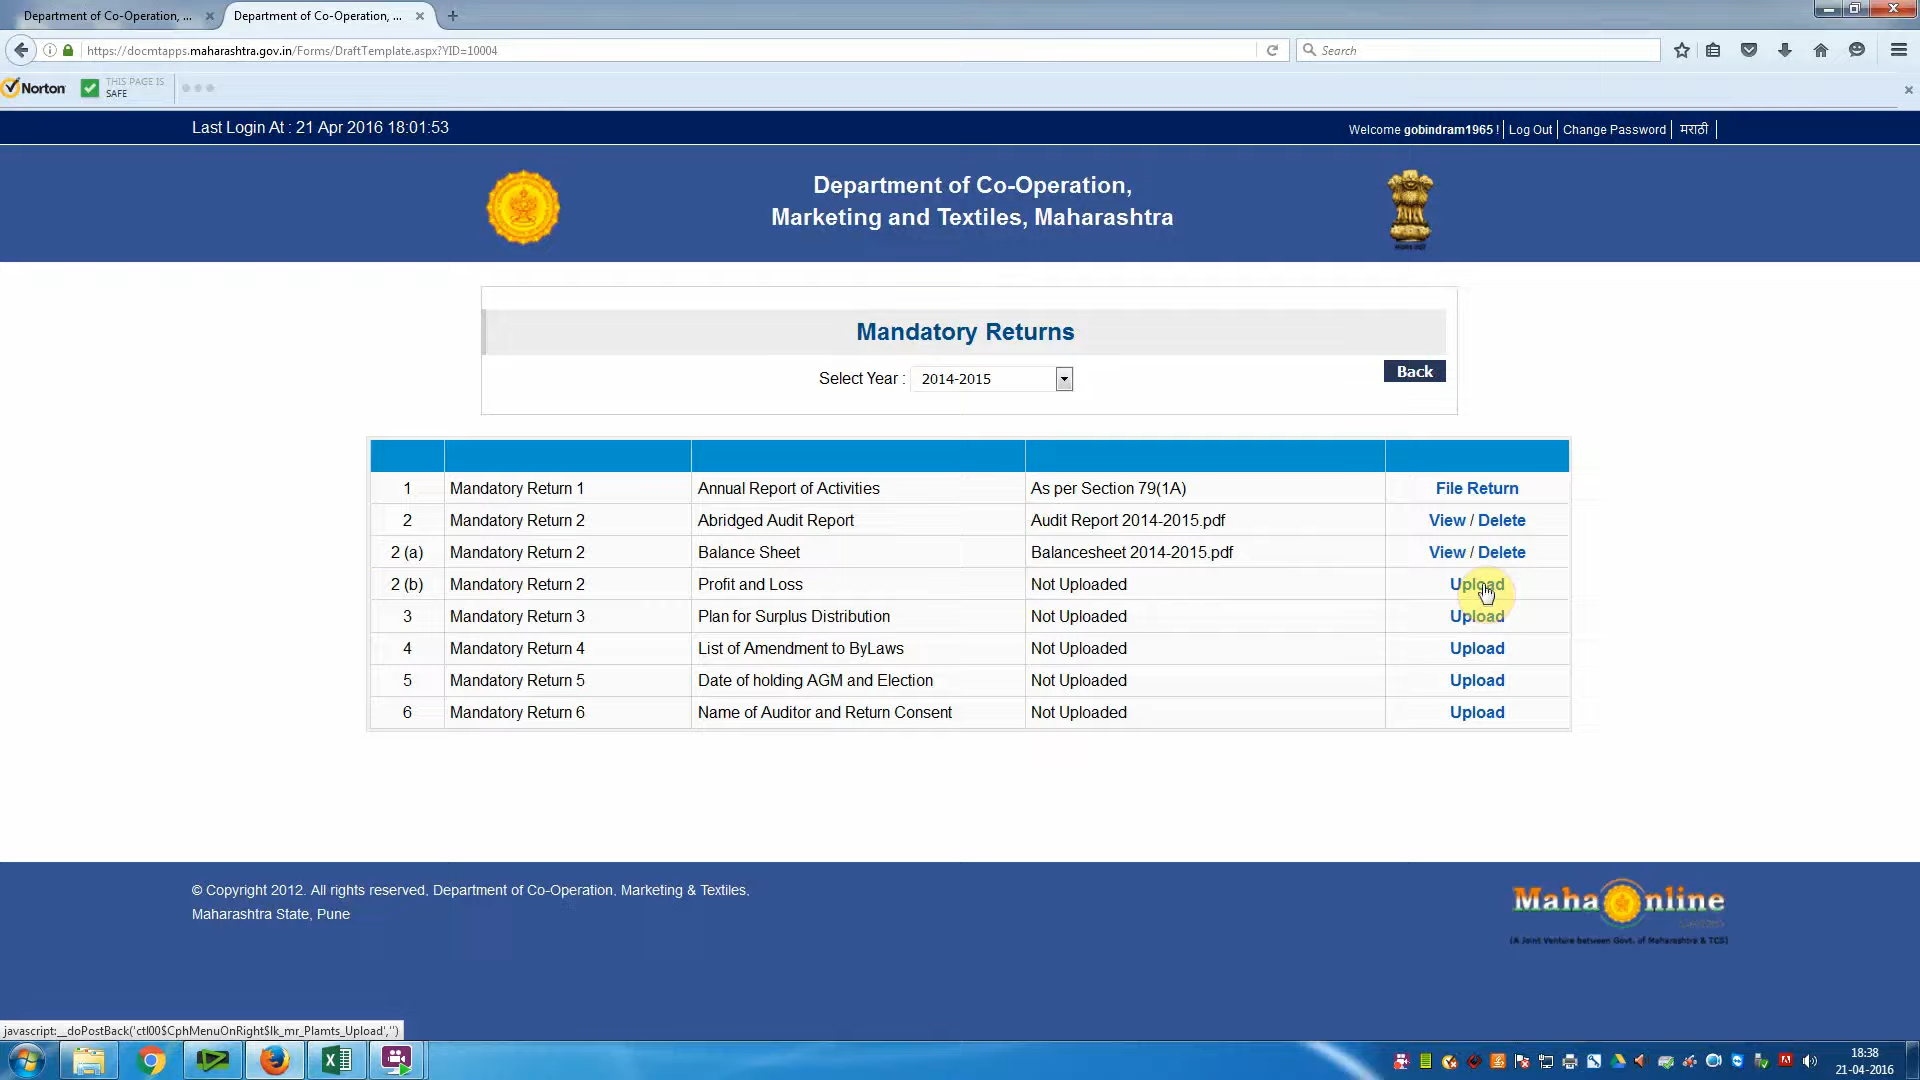 Department of Co-Operation, ...
Department of Co-Operation, ...
https://docmtapps.maharashtra.gov.in/Forms/DraftTemplate.aspx?YID=10004
Search
Norton
THIS PAGE IS
SAFE
Last Login At : 21 Apr 2016 18:01:53
Welcome gobindram1965 !
Log Out
Change Password
मराठी
Department of Co-Operation,
Marketing and Textiles, Maharashtra
Mandatory Returns
Select Year : 2014-2015
Back
1 Mandatory Return 1 Annual Report of Activities As per Section 79(1A) File Return
2 Mandatory Return 2 Abridged Audit Report Audit Report 2014-2015.pdf View / Delete
2 (a) Mandatory Return 2 Balance Sheet Balancesheet 2014-2015.pdf View / Delete
2 (b) Mandatory Return 2 Profit and Loss Not Uploaded Upload
3 Mandatory Return 3 Plan for Surplus Distribution Not Uploaded Upload
4 Mandatory Return 4 List of Amendment to ByLaws Not Uploaded Upload
5 Mandatory Return 5 Date of holding AGM and Election Not Uploaded Upload
6 Mandatory Return 6 Name of Auditor and Return Consent Not Uploaded Upload
© Copyright 2012. All rights reserved, Department of Co-Operation, Marketing & Textiles,
Maharashtra State, Pune
Maha Online
(A Joint Venture between Govt. of Maharashtra & TCS)
javascript:__doPostBack('ctl00$CphMenuOnRight$lk_mr_Plamts_Upload','')
18:38
21-04-2016